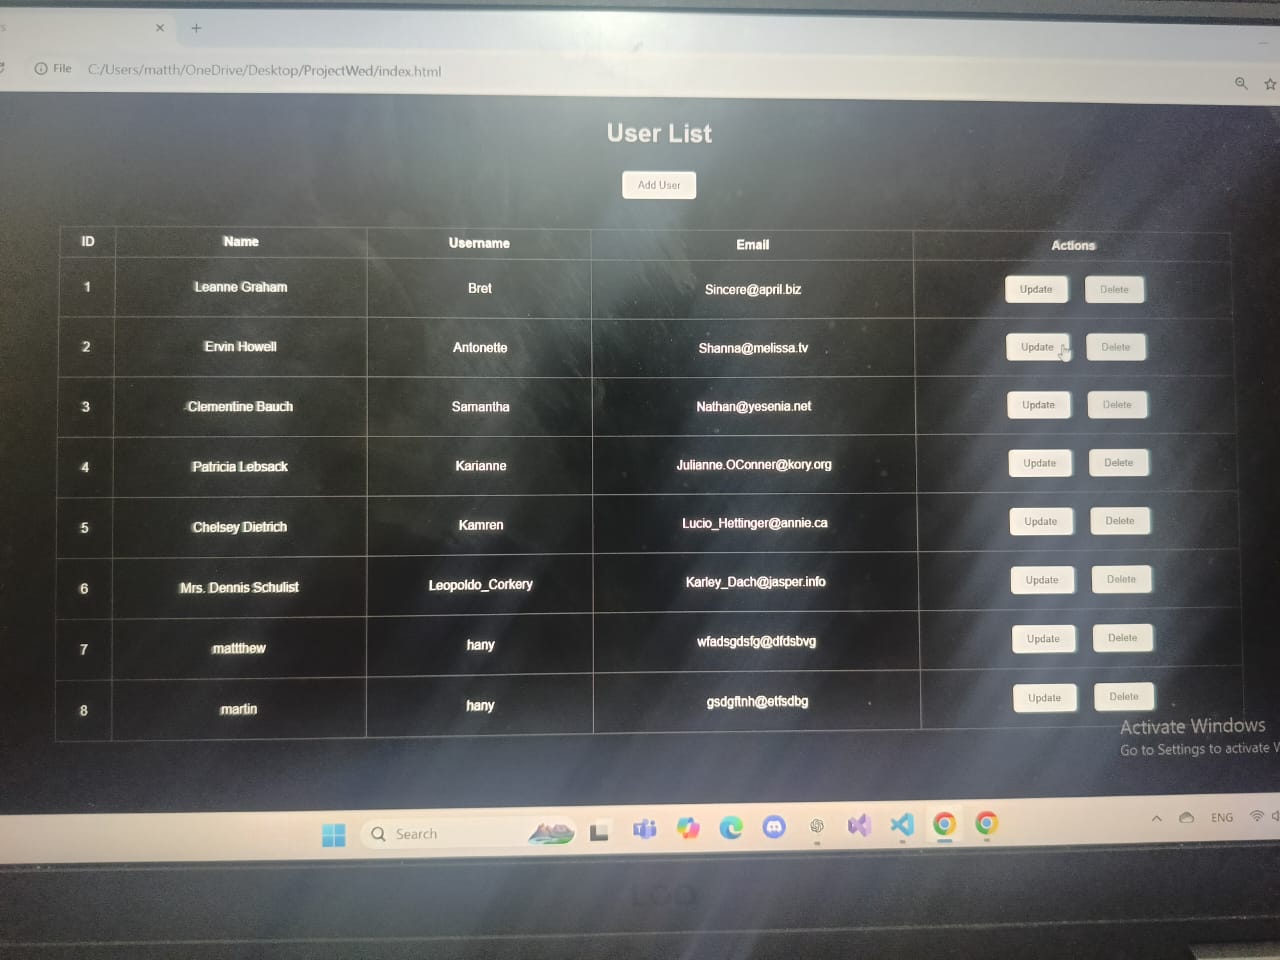 File C:/Users/matth/OneDrive/Desktop/ProjectWed/index.html
User List
Add User
ID Name Username Email Actions
1 Leanne Graham Bret Sincere@april.biz Update Delete
2 Ervin Howell Antonette Shanna@melissa.tv Update Delete
3 Clementine Bauch Samantha Nathan@yesenia.net Update Delete
4 Patricia Lebsack Karianne Julianne.OConner@kory.org Update Delete
5 Chelsey Dietrich Kamren Lucio_Hettinger@annie.ca Update Delete
6 Mrs. Dennis Schulist Leopoldo_Corkery Karley_Dach@jasper.info Update Delete
7 mattthew hany wfadsgdsfg@dfdsbvg Update Delete
8 martin hany gsdgftnh@etfsdbg Update Delete
Activate Windows
Go to Settings to activate W
Search ENG
LOQ